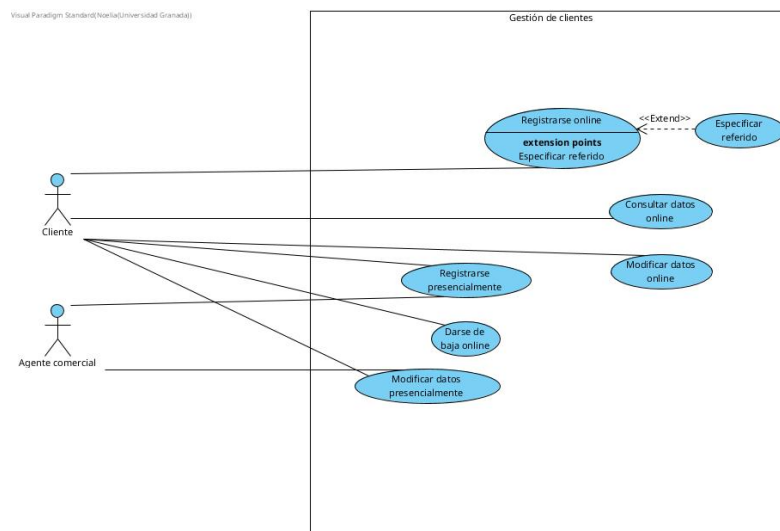 Visual Paradigm Standard(Noelia(Universidad Granada))
Gestión de clientes
Registrarse online
extension points
Especificar referido
<<Extend>>
Especificar
referido
Cliente
Consultar datos
online
Modificar datos
online
Registrarse
presencialmente
Agente comercial
Darse de
baja online
Modificar datos
presencialmente